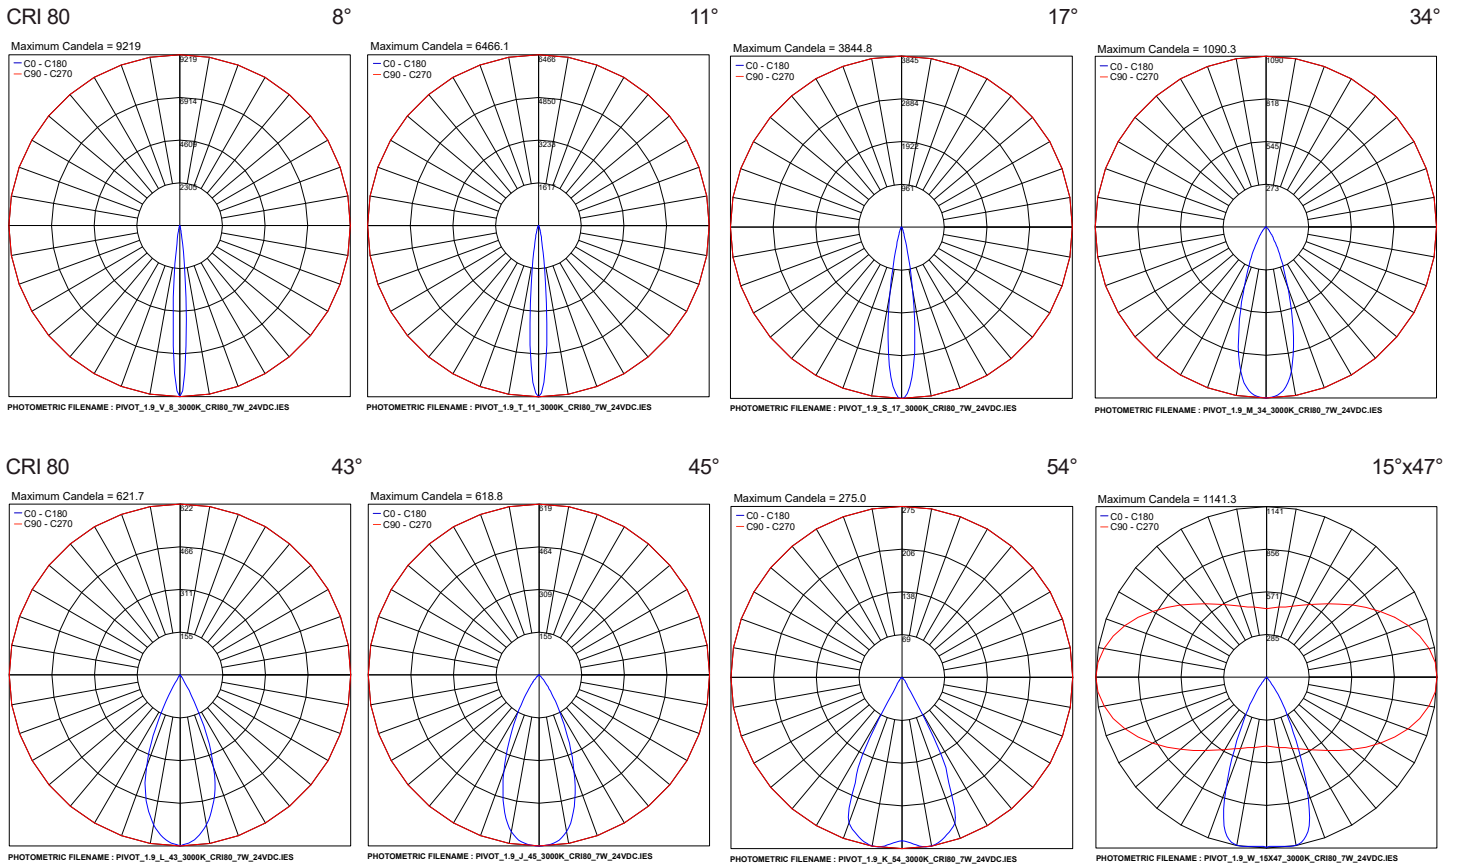 CRI 80
8°
11°
17°
34°
Maximum Candela = 9219
C0 - C180
C90 - C270
9219
6914
4609
2305
PHOTOMETRIC FILENAME : PIVOT_1.9_V_8_3000K_CRI80_7W_24VDC.IES
Maximum Candela = 6466.1
C0 - C180
C90 - C270
6466
4850
3233
1617
PHOTOMETRIC FILENAME : PIVOT_1.9_T_11_3000K_CRI80_7W_24VDC.IES
Maximum Candela = 3844.8
C0 - C180
C90 - C270
3845
2884
1922
961
PHOTOMETRIC FILENAME : PIVOT_1.9_S_17_3000K_CRI80_7W_24VDC.IES
Maximum Candela = 1090.3
C0 - C180
C90 - C270
1090
818
545
273
PHOTOMETRIC FILENAME : PIVOT_1.9_M_34_3000K_CRI80_7W_24VDC.IES
CRI 80
43°
45°
54°
15°x47°
Maximum Candela = 621.7
C0 - C180
C90 - C270
622
466
311
155
PHOTOMETRIC FILENAME : PIVOT_1.9_L_43_3000K_CRI80_7W_24VDC.IES
Maximum Candela = 618.8
C0 - C180
C90 - C270
619
464
309
155
PHOTOMETRIC FILENAME : PIVOT_1.9_J_45_3000K_CRI80_7W_24VDC.IES
Maximum Candela = 275.0
C0 - C180
C90 - C270
275
206
138
69
PHOTOMETRIC FILENAME : PIVOT_1.9_K_54_3000K_CRI80_7W_24VDC.IES
Maximum Candela = 1141.3
C0 - C180
C90 - C270
1141
856
571
285
PHOTOMETRIC FILENAME : PIVOT_1.9_W_15X47_3000K_CRI80_7W_24VDC.IES